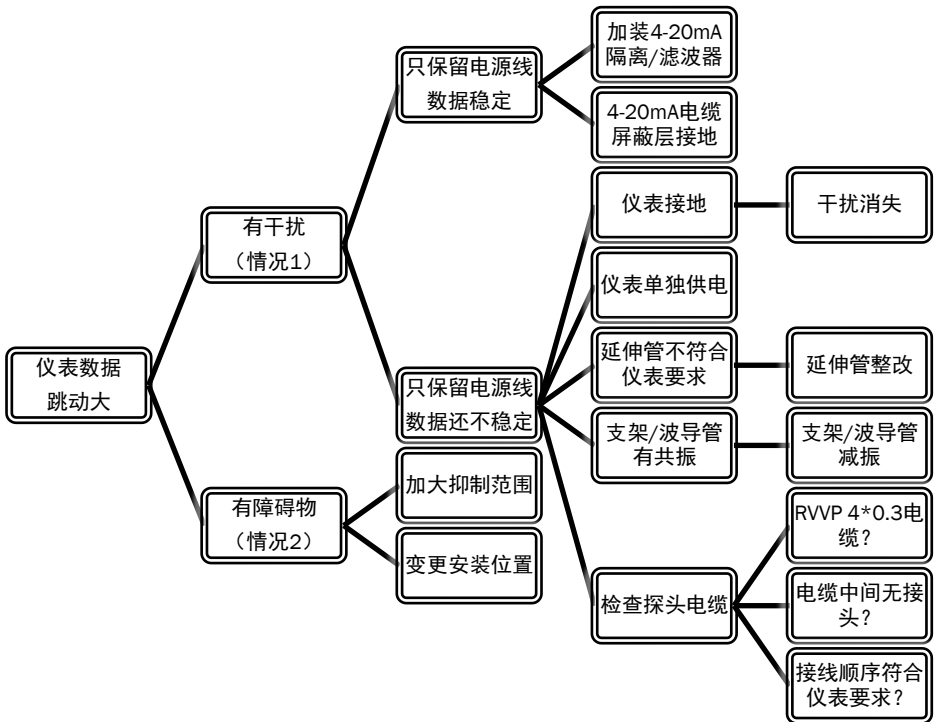 仪表数据
跳动大
有干扰
（情况1）
只保留电源线
数据稳定
加装4-20mA
隔离/滤波器
4-20mA电缆
屏蔽层接地
只保留电源线
数据还不稳定
仪表接地
干扰消失
仪表单独供电
延伸管不符合
仪表要求
延伸管整改
支架/波导管
有共振
支架/波导管
减振
检查探头电缆
RVVP 4*0.3电
缆？
电缆中间无接
头？
接线顺序符合
仪表要求？
有障碍物
（情况2）
加大抑制范围
变更安装位置